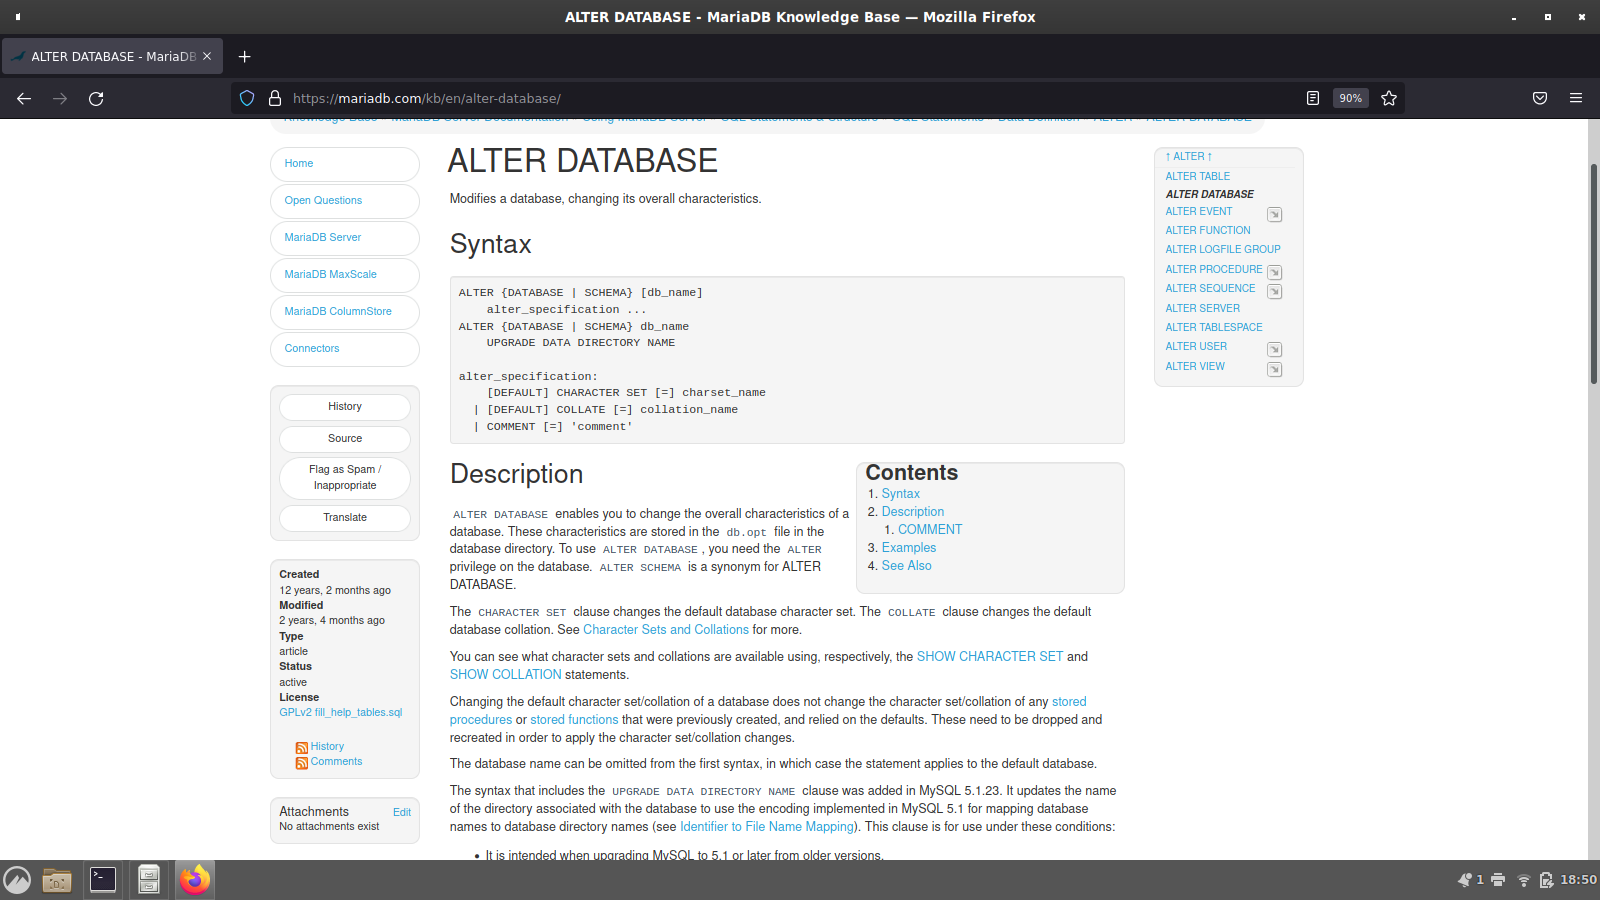 ALTER DATABASE - MariaDB Knowledge Base — Mozilla Firefox
ALTER DATABASE - MariaDB
https://mariadb.com/kb/en/alter-database/
90%
Knowledge Base » MariaDB Server Documentation » Using MariaDB Server » SQL Statements & Structure » SQL Statements » Data Definition » ALTER » ALTER DATABASE
Home
Open Questions
MariaDB Server
MariaDB MaxScale
MariaDB ColumnStore
Connectors
History
Source
Flag as Spam /
Inappropriate
Translate
Created
12 years, 2 months ago
Modified
2 years, 4 months ago
Type
article
Status
active
License
GPLv2 fill_help_tables.sql
History
Comments
Attachments Edit
No attachments exist
ALTER DATABASE
Modifies a database, changing its overall characteristics.
Syntax
ALTER {DATABASE | SCHEMA} [db_name]
    alter_specification ...
ALTER {DATABASE | SCHEMA} db_name
    UPGRADE DATA DIRECTORY NAME
alter_specification:
    [DEFAULT] CHARACTER SET [=] charset_name
  | [DEFAULT] COLLATE [=] collation_name
  | COMMENT [=] 'comment'
Description
ALTER DATABASE enables you to change the overall characteristics of a
database. These characteristics are stored in the db.opt file in the
database directory. To use ALTER DATABASE, you need the ALTER
privilege on the database. ALTER SCHEMA is a synonym for ALTER
DATABASE.
Contents
1. Syntax
2. Description
1. COMMENT
3. Examples
4. See Also
The CHARACTER SET clause changes the default database character set. The COLLATE clause changes the default
database collation. See Character Sets and Collations for more.
You can see what character sets and collations are available using, respectively, the SHOW CHARACTER SET and
SHOW COLLATION statements.
Changing the default character set/collation of a database does not change the character set/collation of any stored
procedures or stored functions that were previously created, and relied on the defaults. These need to be dropped and
recreated in order to apply the character set/collation changes.
The database name can be omitted from the first syntax, in which case the statement applies to the default database.
The syntax that includes the UPGRADE DATA DIRECTORY NAME clause was added in MySQL 5.1.23. It updates the name
of the directory associated with the database to use the encoding implemented in MySQL 5.1 for mapping database
names to database directory names (see Identifier to File Name Mapping). This clause is for use under these conditions:
• It is intended when upgrading MySQL to 5.1 or later from older versions.
↑ ALTER ↑
ALTER TABLE
ALTER DATABASE
ALTER EVENT
ALTER FUNCTION
ALTER LOGFILE GROUP
ALTER PROCEDURE
ALTER SEQUENCE
ALTER SERVER
ALTER TABLESPACE
ALTER USER
ALTER VIEW
1
18:50